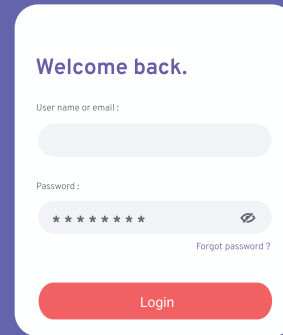 Welcome back.
User name or email :
Password :
* * * * * * * *
Forgot password ?
Login